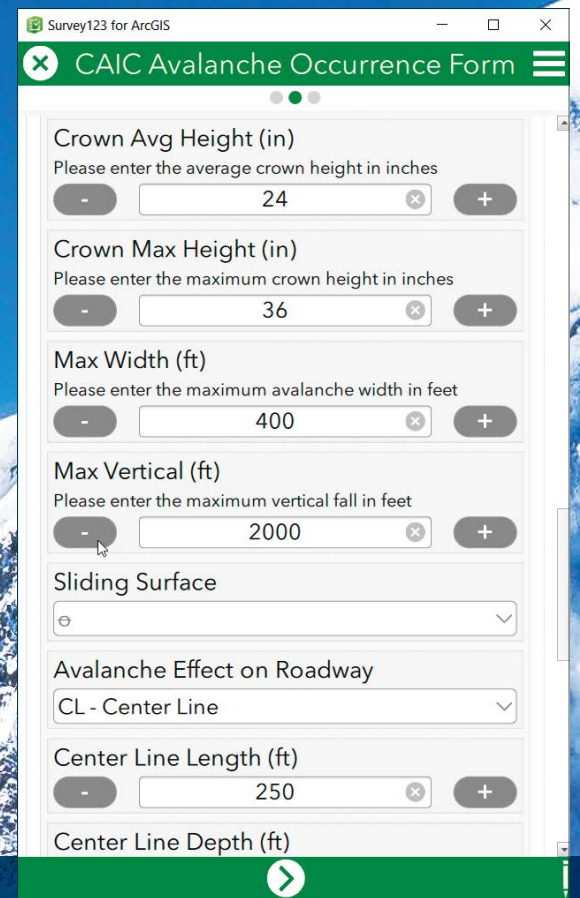 Survey123 for ArcGIS
CAIC Avalanche Occurrence Form
Crown Avg Height (in)
Please enter the average crown height in inches
- 24 +
Crown Max Height (in)
Please enter the maximum crown height in inches
- 36 +
Max Width (ft)
Please enter the maximum avalanche width in feet
- 400 +
Max Vertical (ft)
Please enter the maximum vertical fall in feet
- 2000 +
Sliding Surface
Avalanche Effect on Roadway
CL - Center Line
Center Line Length (ft)
- 250 +
Center Line Depth (ft)